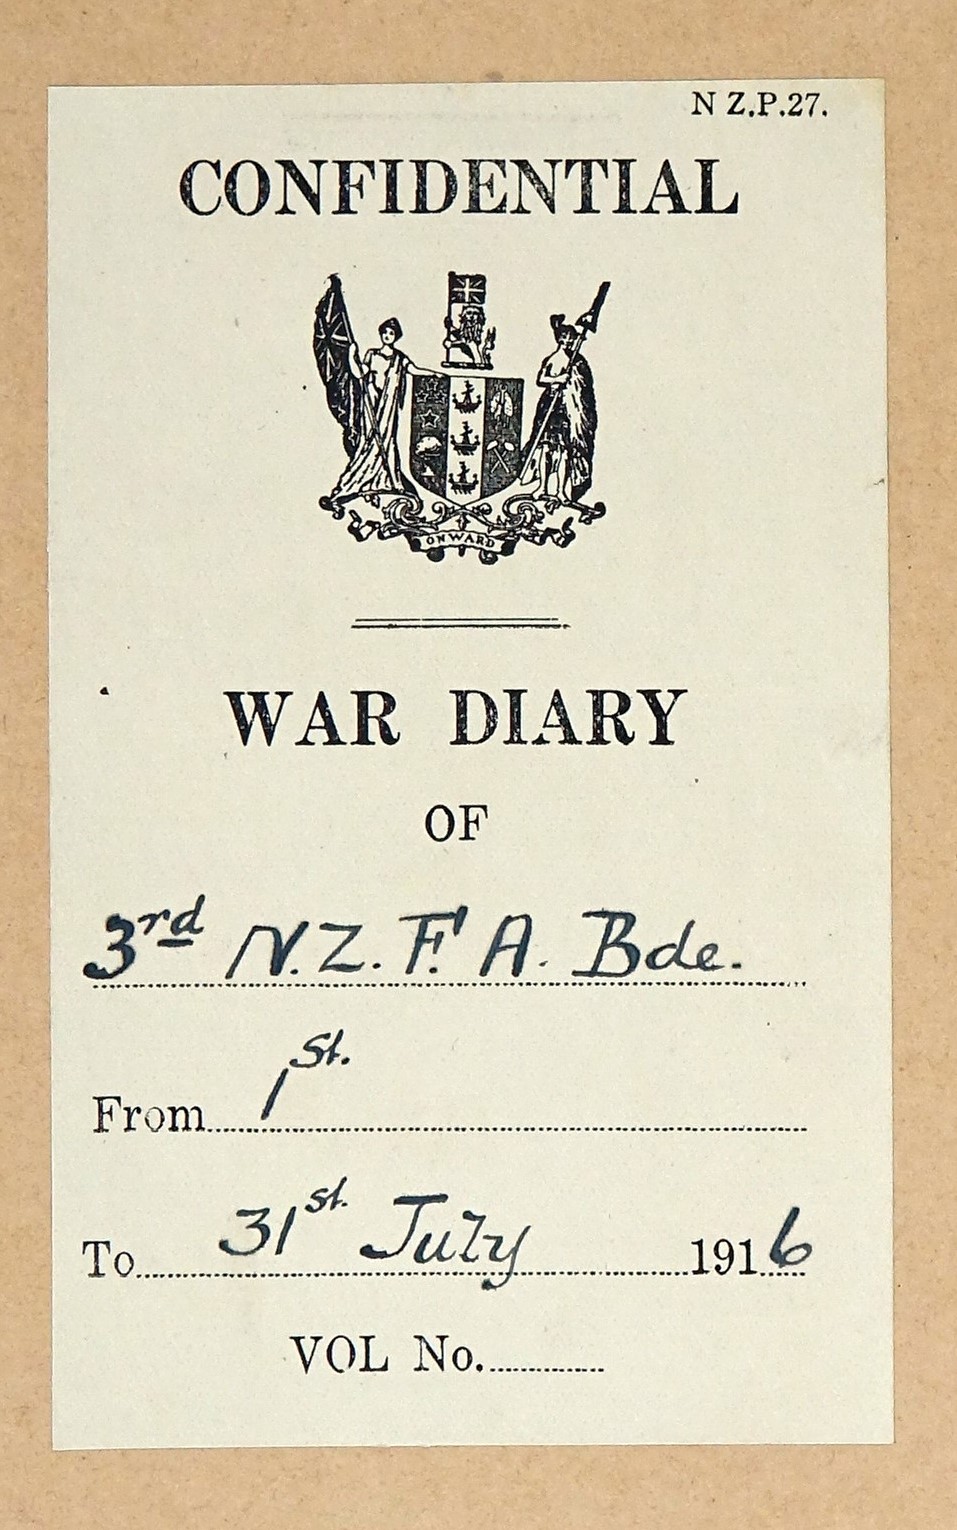 N Z.P.27.
CONFIDENTIAL
ONWARD
WAR DIARY
OF
3rd N.Z.F.A. Bde.
From 1st.
To 31st. July 1916
VOL No.